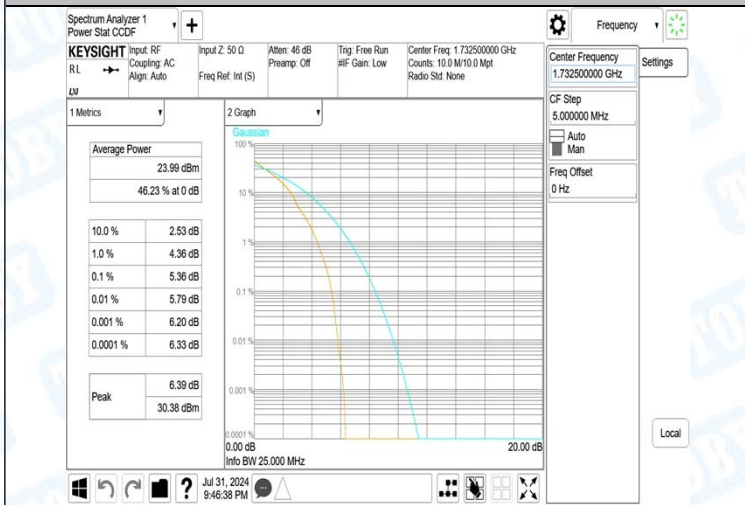 Spectrum Analyzer 1
Power Stat CCDF
Frequency
KEYSIGHT
RL
Input: RF
Coupling: AC
Align: Auto
Input Z: 50 Ω
Freq Ref: Int (S)
Atten: 46 dB
Preamp: Off
Trig: Free Run
#IF Gain: Low
Center Freq: 1.732500000 GHz
Counts: 10.0 M/10.0 Mpt
Radio Std: None
Center Frequency
1.732500000 GHz
Settings
CF Step
5.000000 MHz
Auto
Man
Freq Offset
0 Hz
1 Metrics
Average Power
23.99 dBm
46.23 % at 0 dB
10.0 % 2.53 dB
1.0 % 4.36 dB
0.1 % 5.36 dB
0.01 % 5.79 dB
0.001 % 6.20 dB
0.0001 % 6.33 dB
Peak
6.39 dB
30.38 dBm
2 Graph
Gaussian
100 %
10 %
1 %
0.1 %
0.01 %
0.001 %
0.0001 %
0.00 dB
20.00 dB
Info BW 25.000 MHz
Local
?
Jul 31, 2024
9:46:38 PM